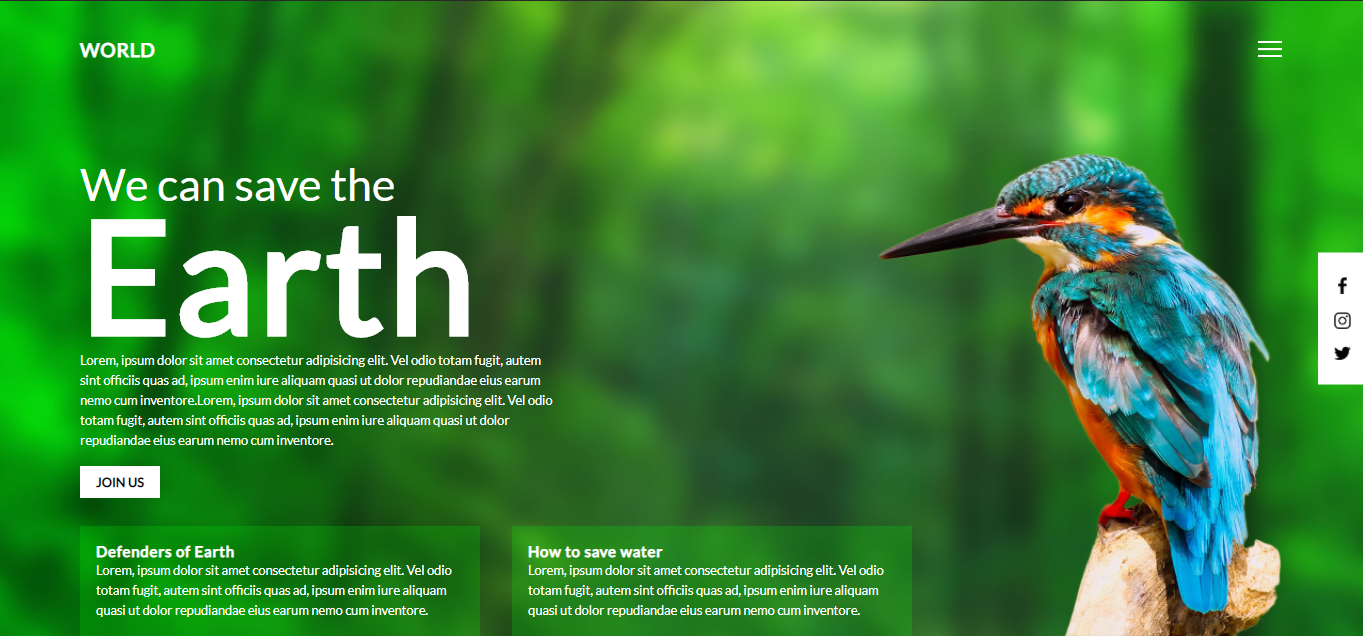 WORLD
We can save the
Earth
Lorem, ipsum dolor sit amet consectetur adipisicing elit. Vel odio totam fugit, autem
sint officiis quas ad, ipsum enim iure aliquam quasi ut dolor repudiandae eius earum
nemo cum inventore.Lorem, ipsum dolor sit amet consectetur adipisicing elit. Vel odio
totam fugit, autem sint officiis quas ad, ipsum enim iure aliquam quasi ut dolor
repudiandae eius earum nemo cum inventore.
JOIN US
Defenders of Earth
Lorem, ipsum dolor sit amet consectetur adipisicing elit. Vel odio
totam fugit, autem sint officiis quas ad, ipsum enim iure aliquam
quasi ut dolor repudiandae eius earum nemo cum inventore.
How to save water
Lorem, ipsum dolor sit amet consectetur adipisicing elit. Vel odio
totam fugit, autem sint officiis quas ad, ipsum enim iure aliquam
quasi ut dolor repudiandae eius earum nemo cum inventore.